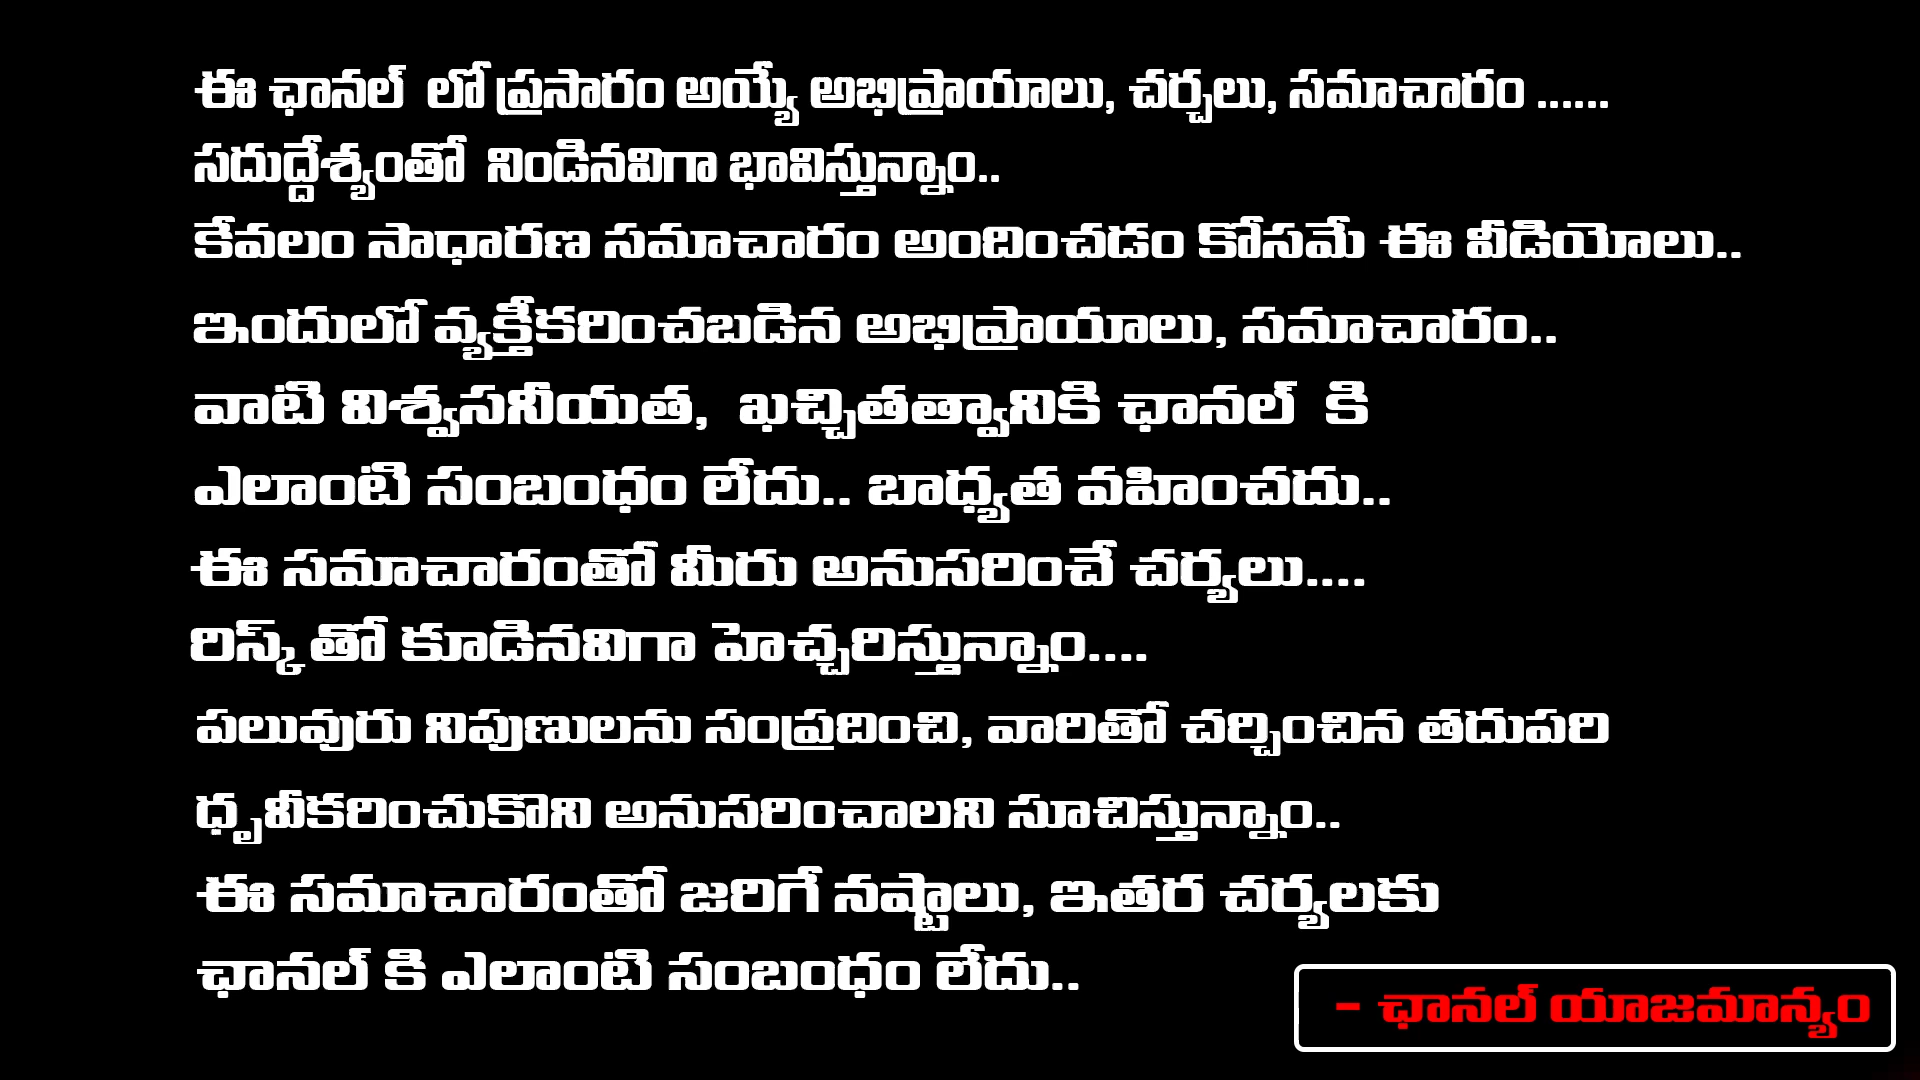 ఈ ఛానల్ లో ప్రసారం అయ్యే అభిప్రాయాలు, చర్చలు, సమాచారం ......
సదుద్దేశ్యంతో నిండినవిగా భావిస్తున్నాం..
కేవలం సాధారణ సమాచారం అందించడం కోసమే ఈ వీడియోలు..
ఇందులో వ్యక్తీకరించబడిన అభిప్రాయాలు, సమాచారం..
వాటి విశ్వసనీయత, ఖచ్చితత్వానికి ఛానల్ కి
ఎలాంటి సంబంధం లేదు.. బాధ్యత వహించదు..
ఈ సమాచారంతో మీరు అనుసరించే చర్యలు....
రిస్క్ తో కూడినవిగా హెచ్చరిస్తున్నాం....
పలువురు నిపుణులను సంప్రదించి, వారితో చర్చించిన తదుపరి
ధృవీకరించుకొని అనుసరించాలని సూచిస్తున్నాం..
ఈ సమాచారంతో జరిగే నష్టాలు, ఇతర చర్యలకు
ఛానల్ కి ఎలాంటి సంబంధం లేదు..
- ఛానల్ యాజమాన్యం